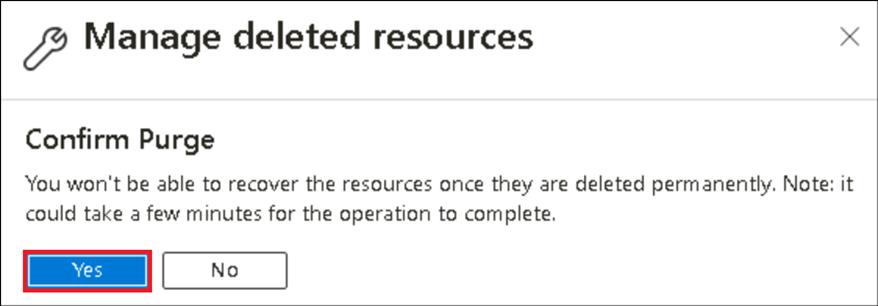 Manage deleted resources
Confirm Purge
You won't be able to recover the resources once they are deleted permanently. Note: it
could take a few minutes for the operation to complete.
Yes No